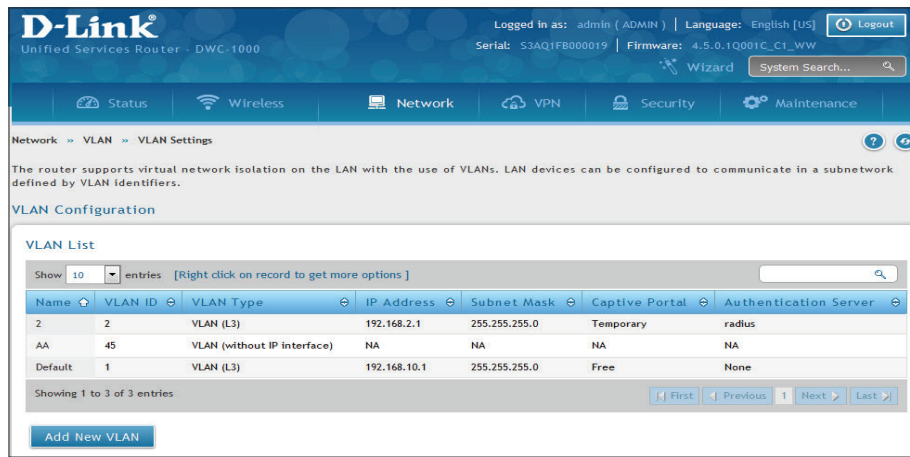 D-Link®
Logged in as: admin ( ADMIN ) | Language: English [US] Logout
Unified Services Router - DWC-1000
Serial: S3AQ1FB000019 | Firmware: 4.5.0.1Q001C_C1_WW
Wizard System Search...
Status Wireless Network VPN Security Maintenance
Network » VLAN » VLAN Settings
The router supports virtual network isolation on the LAN with the use of VLANs. LAN devices can be configured to communicate in a subnetwork
defined by VLAN identifiers.
VLAN Configuration
VLAN List
Show 10 entries [Right click on record to get more options ]
Name VLAN ID VLAN Type IP Address Subnet Mask Captive Portal Authentication Server
2 2 VLAN (L3) 192.168.2.1 255.255.255.0 Temporary radius
AA 45 VLAN (without IP interface) NA NA NA NA
Default 1 VLAN (L3) 192.168.10.1 255.255.255.0 Free None
Showing 1 to 3 of 3 entries First Previous 1 Next Last
Add New VLAN